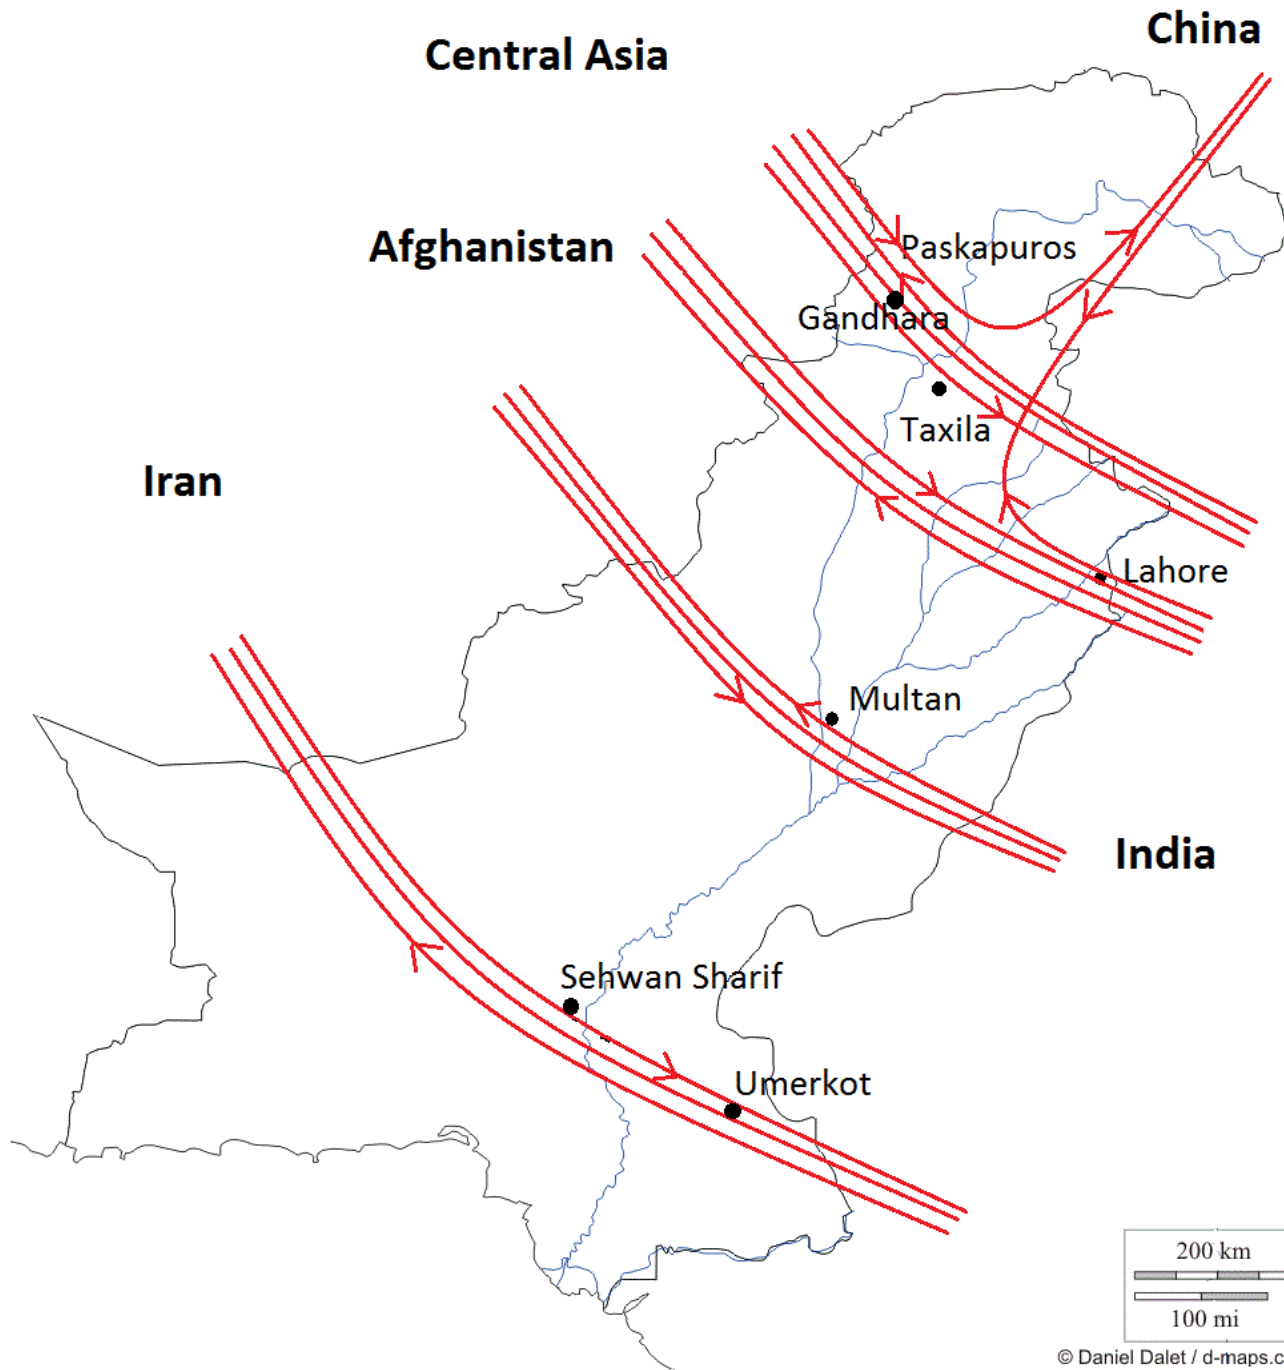 China
Central Asia
Afghanistan
Paskapuros
Gandhara
Taxila
Iran
Lahore
Multan
India
Sehwan Sharif
Umerkot
200 km
100 mi
© Daniel Dalet / d-maps.c